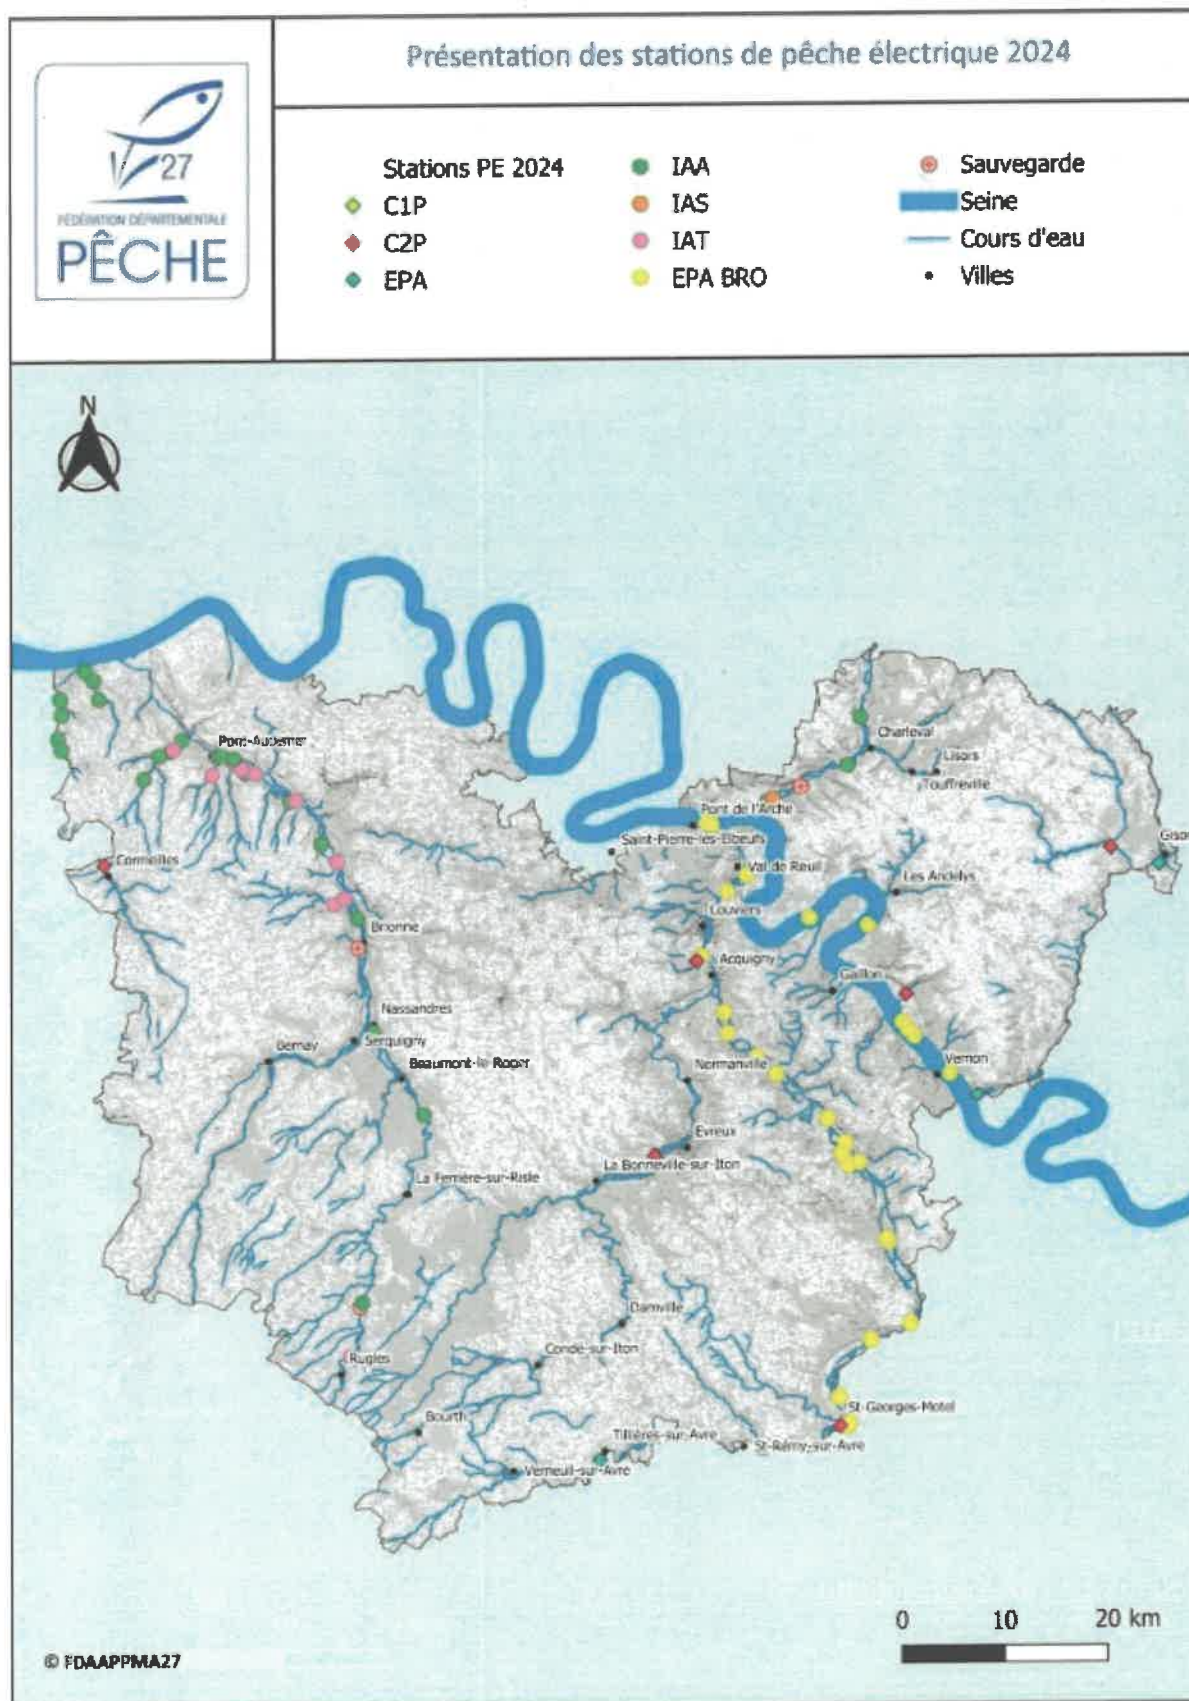 Présentation des stations de pêche électrique 2024
27
FÉDÉRATION DÉPARTEMENTALE
PÊCHE
Stations PE 2024
C1P
C2P
EPA
IAA
IAS
IAT
EPA BRO
Sauvegarde
Seine
Cours d'eau
Villes
N
Pont-Audemer
Charleval
Lisors
Touffreville
Pont de l'Arche
Saint-Pierre-lès-Elbeufs
Gisor
Cormeilles
Val de Reuil
Les Andelys
Louviers
Brionne
Acquigny
Gaillon
Nassandres
Serquigny
Bernay
Beaumont-le-Roger
Normanville
Vernon
Evreux
La Bonneville-sur-Iton
La Ferrière-sur-Risle
Damville
Condé-sur-Iton
Rugles
St-Georges-Motel
Bourth
Tillières-sur-Avre
St-Rémy-sur-Avre
Verneuil-sur-Avre
0 10 20 km
© FDAAPPMA27